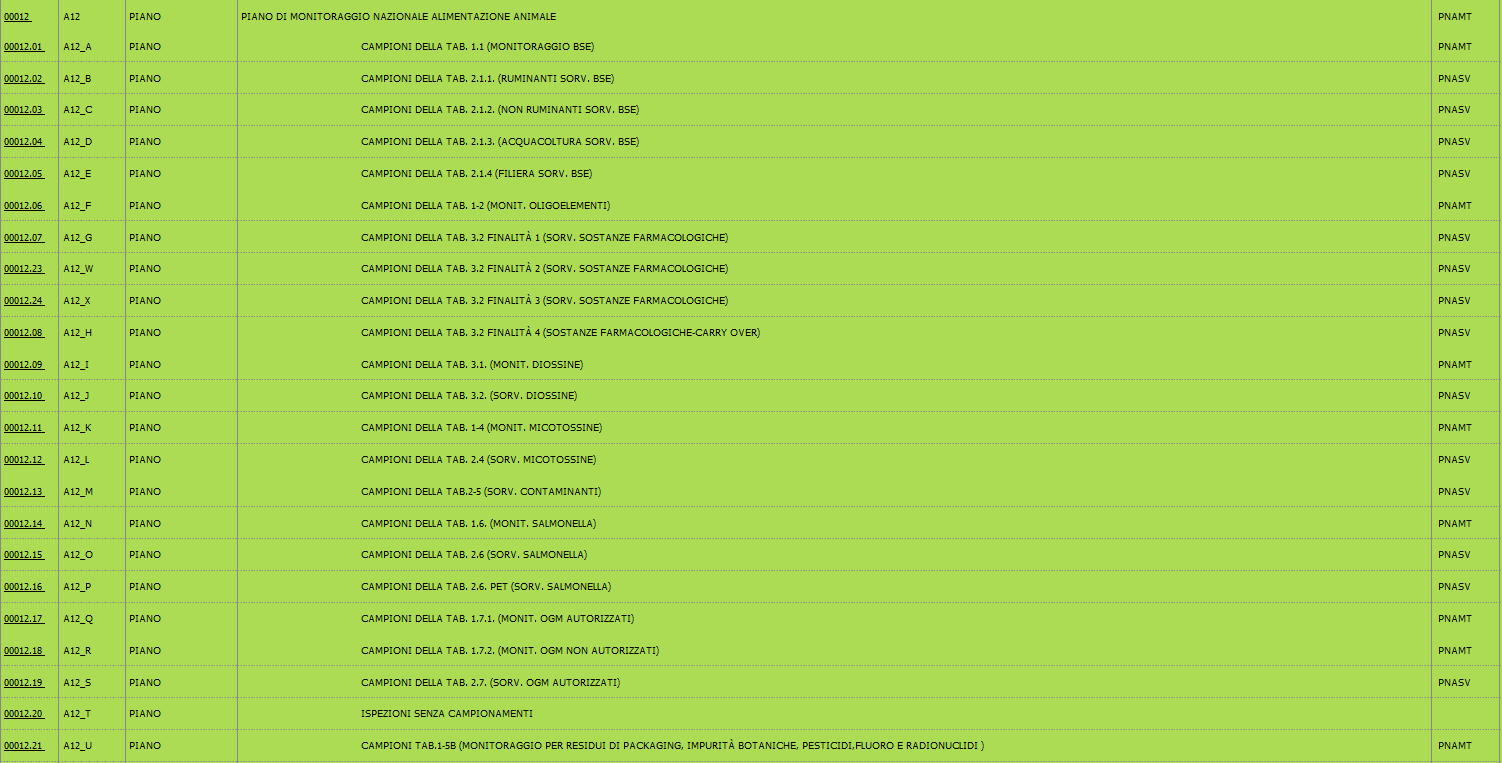 00012 A12 PIANO PIANO DI MONITORAGGIO NAZIONALE ALIMENTAZIONE ANIMALE PNAMT
00012.01 A12_A PIANO CAMPIONI DELLA TAB. 1.1 (MONITORAGGIO BSE) PNAMT
00012.02 A12_B PIANO CAMPIONI DELLA TAB. 2.1.1. (RUMINANTI SORV. BSE) PNASV
00012.03 A12_C PIANO CAMPIONI DELLA TAB. 2.1.2. (NON RUMINANTI SORV. BSE) PNASV
00012.04 A12_D PIANO CAMPIONI DELLA TAB. 2.1.3. (ACQUACOLTURA SORV. BSE) PNASV
00012.05 A12_E PIANO CAMPIONI DELLA TAB. 2.1.4 (FILIERA SORV. BSE) PNASV
00012.06 A12_F PIANO CAMPIONI DELLA TAB. 1-2 (MONIT. OLIGOELEMENTI) PNAMT
00012.07 A12_G PIANO CAMPIONI DELLA TAB. 3.2 FINALITÀ 1 (SORV. SOSTANZE FARMACOLOGICHE) PNASV
00012.23 A12_W PIANO CAMPIONI DELLA TAB. 3.2 FINALITÀ 2 (SORV. SOSTANZE FARMACOLOGICHE) PNASV
00012.24 A12_X PIANO CAMPIONI DELLA TAB. 3.2 FINALITÀ 3 (SORV. SOSTANZE FARMACOLOGICHE) PNASV
00012.08 A12_H PIANO CAMPIONI DELLA TAB. 3.2 FINALITÀ 4 (SOSTANZE FARMACOLOGICHE-CARRY OVER) PNASV
00012.09 A12_I PIANO CAMPIONI DELLA TAB. 3.1. (MONIT. DIOSSINE) PNAMT
00012.10 A12_J PIANO CAMPIONI DELLA TAB. 3.2. (SORV. DIOSSINE) PNASV
00012.11 A12_K PIANO CAMPIONI DELLA TAB. 1-4 (MONIT. MICOTOSSINE) PNAMT
00012.12 A12_L PIANO CAMPIONI DELLA TAB. 2.4 (SORV. MICOTOSSINE) PNASV
00012.13 A12_M PIANO CAMPIONI DELLA TAB.2-5 (SORV. CONTAMINANTI) PNASV
00012.14 A12_N PIANO CAMPIONI DELLA TAB. 1.6. (MONIT. SALMONELLA) PNAMT
00012.15 A12_O PIANO CAMPIONI DELLA TAB. 2.6 (SORV. SALMONELLA) PNASV
00012.16 A12_P PIANO CAMPIONI DELLA TAB. 2.6. PET (SORV. SALMONELLA) PNASV
00012.17 A12_Q PIANO CAMPIONI DELLA TAB. 1.7.1. (MONIT. OGM AUTORIZZATI) PNAMT
00012.18 A12_R PIANO CAMPIONI DELLA TAB. 1.7.2. (MONIT. OGM NON AUTORIZZATI) PNAMT
00012.19 A12_S PIANO CAMPIONI DELLA TAB. 2.7. (SORV. OGM AUTORIZZATI) PNASV
00012.20 A12_T PIANO ISPEZIONI SENZA CAMPIONAMENTI
00012.21 A12_U PIANO CAMPIONI TAB.1-5B (MONITORAGGIO PER RESIDUI DI PACKAGING, IMPURITÀ BOTANICHE, PESTICIDI,FLUORO E RADIONUCLIDI ) PNAMT